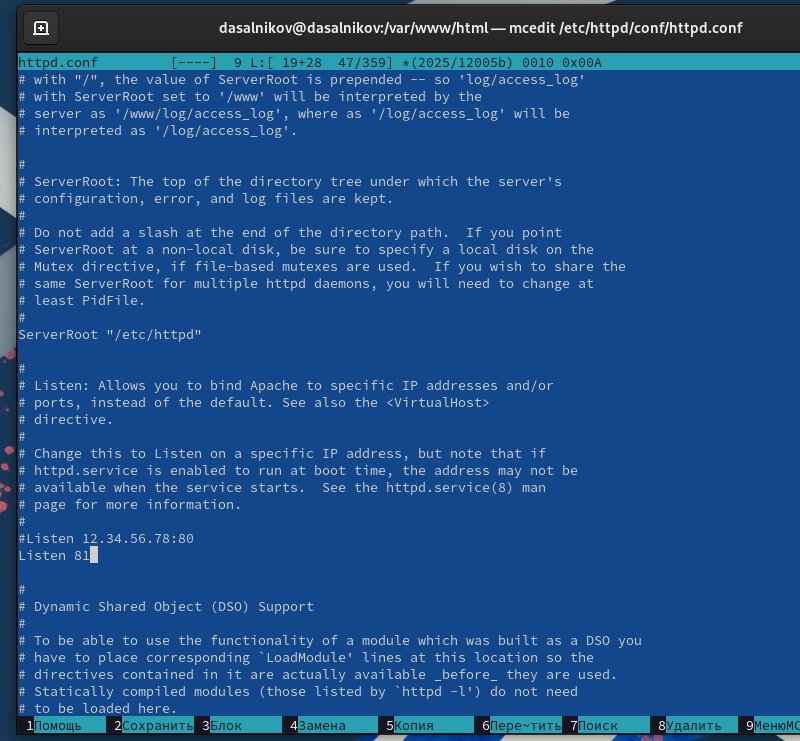 dasalnikov@dasalnikov:/var/www/html — mcedit /etc/httpd/conf/httpd.conf
httpd.conf         [----]  9 L:[ 19+28  47/359] *(2025/12005b) 0010 0x00A
# with "/", the value of ServerRoot is prepended -- so 'log/access_log'
# with ServerRoot set to '/www' will be interpreted by the
# server as '/www/log/access_log', where as '/log/access_log' will be
# interpreted as '/log/access_log'.
#
# ServerRoot: The top of the directory tree under which the server's
# configuration, error, and log files are kept.
#
# Do not add a slash at the end of the directory path.  If you point
# ServerRoot at a non-local disk, be sure to specify a local disk on the
# Mutex directive, if file-based mutexes are used.  If you wish to share the
# same ServerRoot for multiple httpd daemons, you will need to change at
# least PidFile.
#
ServerRoot "/etc/httpd"
#
# Listen: Allows you to bind Apache to specific IP addresses and/or
# ports, instead of the default. See also the <VirtualHost>
# directive.
#
# Change this to Listen on a specific IP address, but note that if
# httpd.service is enabled to run at boot time, the address may not be
# available when the service starts.  See the httpd.service(8) man
# page for more information.
#
#Listen 12.34.56.78:80
Listen 81
#
# Dynamic Shared Object (DSO) Support
#
# To be able to use the functionality of a module which was built as a DSO you
# have to place corresponding `LoadModule' lines at this location so the
# directives contained in it are actually available _before_ they are used.
# Statically compiled modules (those listed by `httpd -l') do not need
# to be loaded here.
1Помощь 2Сохранить 3Блок 4Замена 5Копия 6Пере~тить 7Поиск 8Удалить 9МенюМС